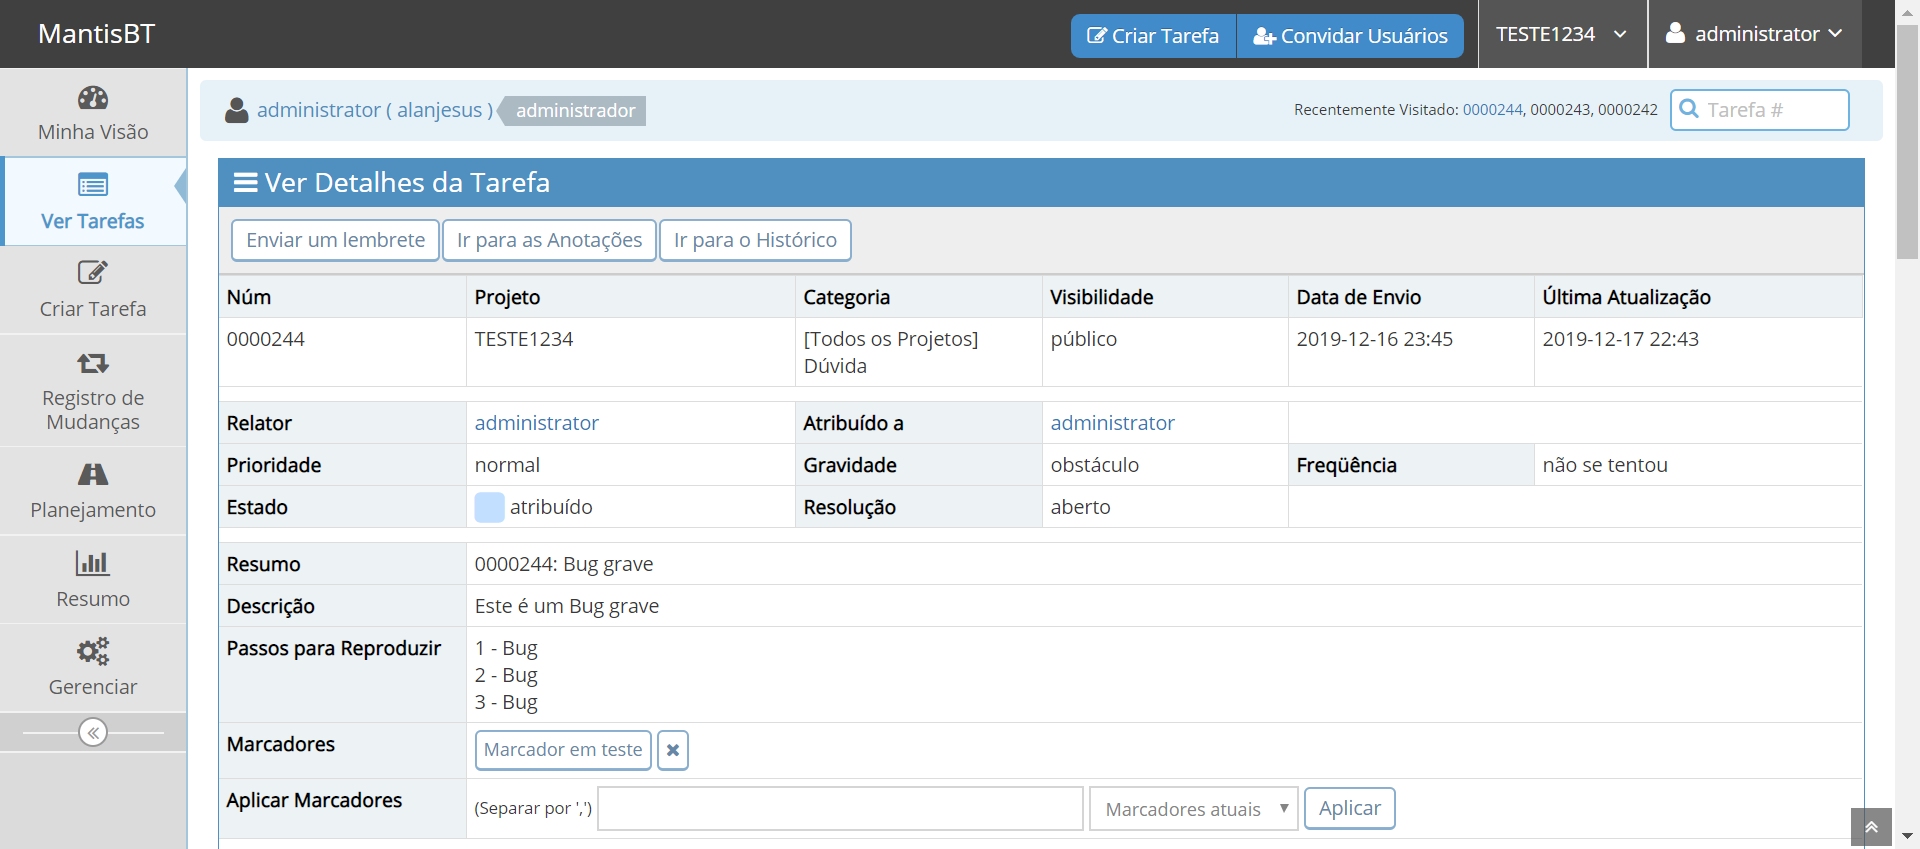 MantisBT
Criar Tarefa
Convidar Usuários
TESTE1234
administrator
Minha Visão
Ver Tarefas
Criar Tarefa
Registro de
Mudanças
Planejamento
Resumo
Gerenciar
administrator ( alanjesus )
administrador
Recentemente Visitado: 0000244, 0000243, 0000242
Tarefa #
Ver Detalhes da Tarefa
Enviar um lembrete
Ir para as Anotações
Ir para o Histórico
Núm Projeto Categoria Visibilidade Data de Envio Última Atualização
0000244 TESTE1234 [Todos os Projetos] público 2019-12-16 23:45 2019-12-17 22:43
Dúvida
Relator administrator Atribuído a administrator
Prioridade normal Gravidade obstáculo Freqüência não se tentou
Estado atribuído Resolução aberto
Resumo 0000244: Bug grave
Descrição Este é um Bug grave
Passos para Reproduzir 1 - Bug
2 - Bug
3 - Bug
Marcadores Marcador em teste
Aplicar Marcadores (Separar por ',') Marcadores atuais Aplicar